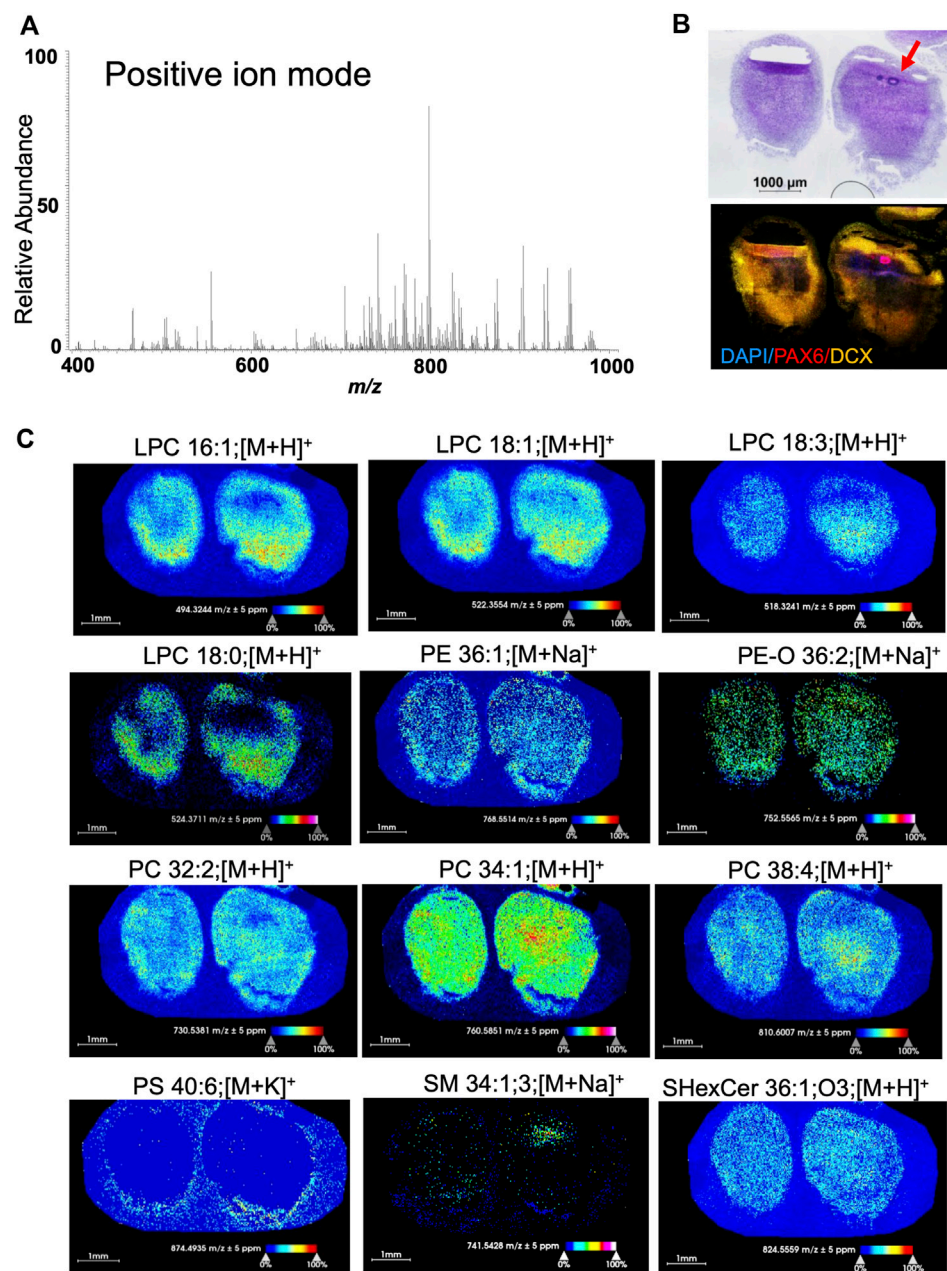 A
Positive ion mode
Relative Abundance
100
50
0
400
600
800
1000
m/z
B
1000 µm
DAPI/PAX6/DCX
C
LPC 16:1;[M+H]+
1mm
494.3244 m/z ± 5 ppm
0%
100%
LPC 18:1;[M+H]+
1mm
522.3554 m/z ± 5 ppm
0%
100%
LPC 18:3;[M+H]+
1mm
518.3241 m/z ± 5 ppm
0%
100%
LPC 18:0;[M+H]+
1mm
524.3711 m/z ± 5 ppm
0%
100%
PE 36:1;[M+Na]+
1mm
768.5514 m/z ± 5 ppm
0%
100%
PE-O 36:2;[M+Na]+
1mm
752.5565 m/z ± 5 ppm
0%
100%
PC 32:2;[M+H]+
1mm
730.5381 m/z ± 5 ppm
0%
100%
PC 34:1;[M+H]+
1mm
760.5851 m/z ± 5 ppm
0%
100%
PC 38:4;[M+H]+
1mm
810.6007 m/z ± 5 ppm
0%
100%
PS 40:6;[M+K]+
1mm
874.4935 m/z ± 5 ppm
0%
100%
SM 34:1;3;[M+Na]+
1mm
741.5428 m/z ± 5 ppm
0%
100%
SHexCer 36:1;O3;[M+H]+
1mm
824.5559 m/z ± 5 ppm
0%
100%